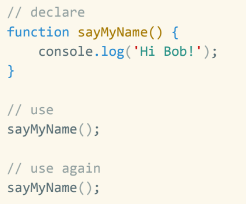 // declare
function sayMyName() {
    console.log('Hi Bob!');
}

// use
sayMyName();

// use again
sayMyName();